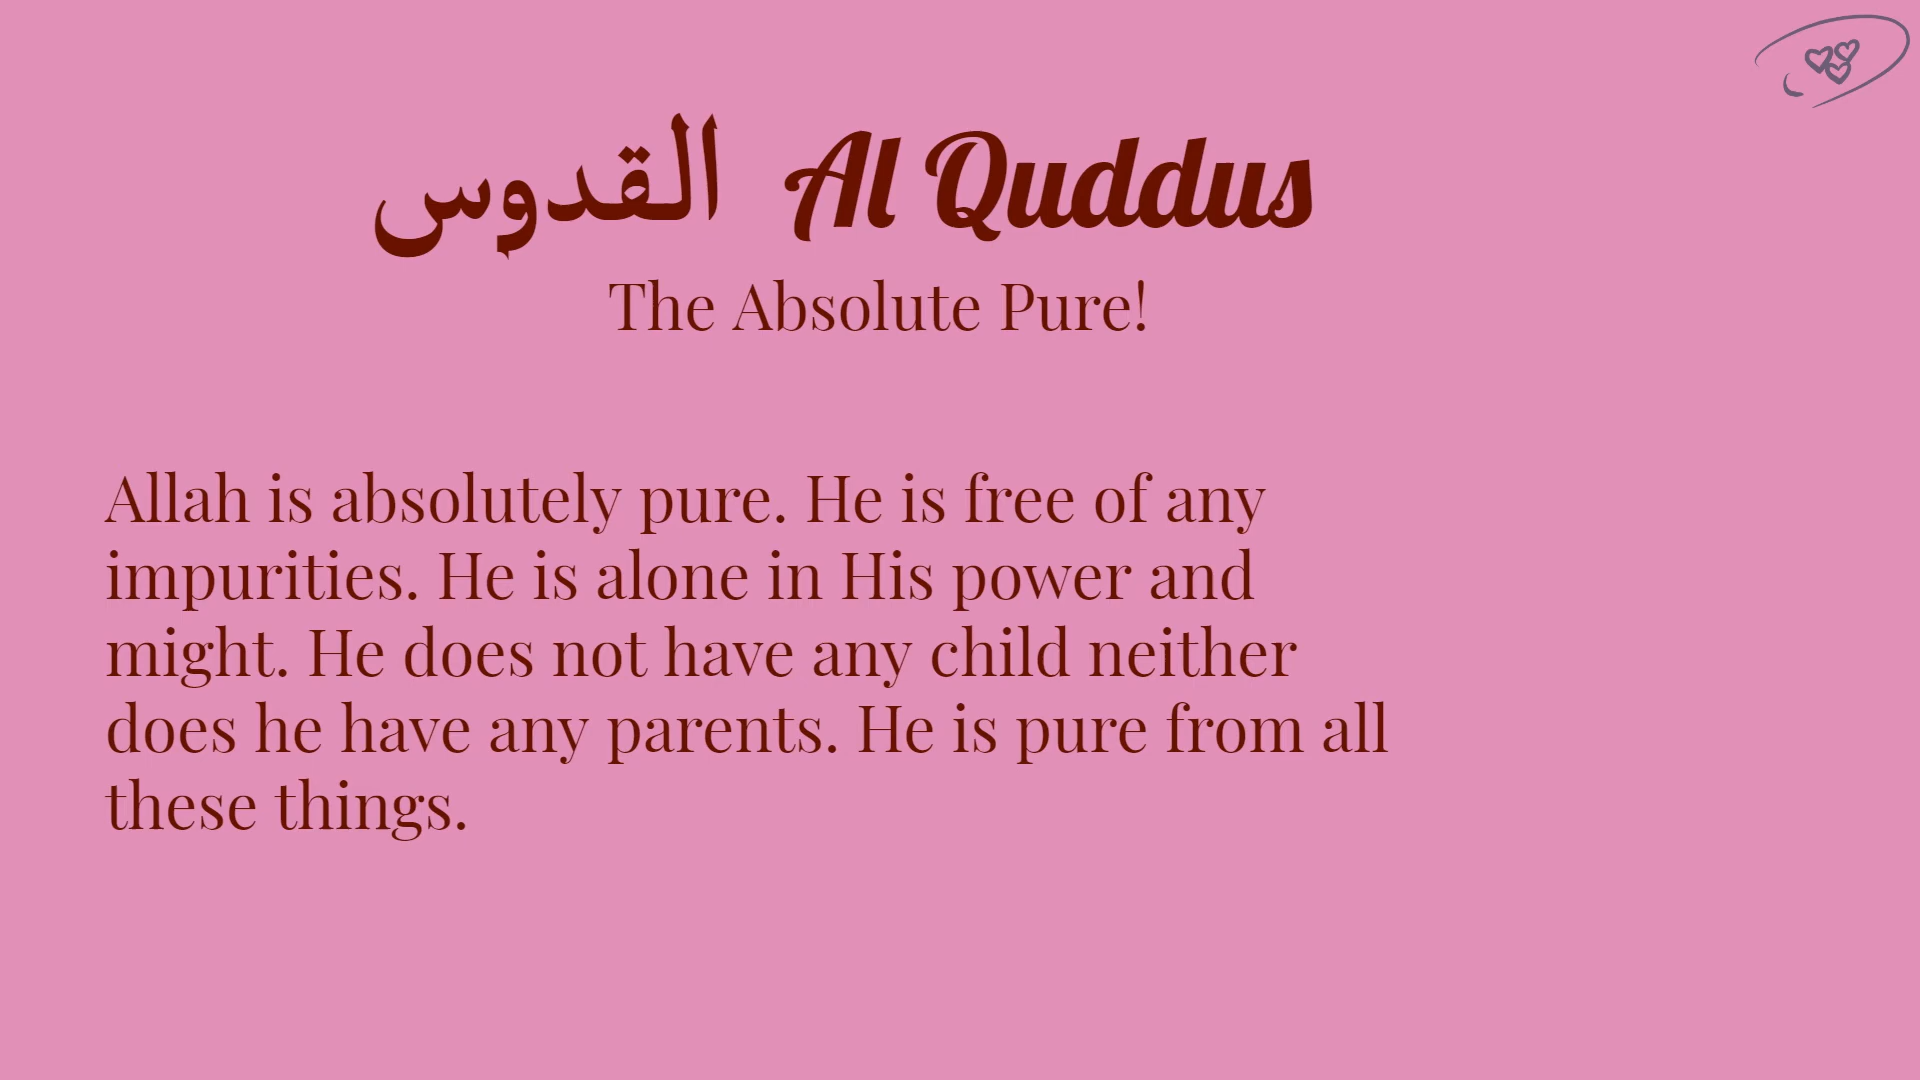 القدوس Al Quddus
The Absolute Pure!
Allah is absolutely pure. He is free of any
impurities. He is alone in His power and
might. He does not have any child neither
does he have any parents. He is pure from all
these things.